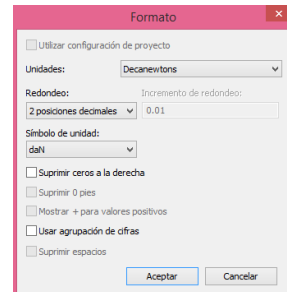 Formato
Utilizar configuración de proyecto
Unidades: Decanewtons
Redondeo: Incremento de redondeo:
2 posiciones decimales 0.01
Símbolo de unidad:
daN
Suprimir ceros a la derecha
Suprimir 0 pies
Mostrar + para valores positivos
Usar agrupación de cifras
Suprimir espacios
Aceptar Cancelar